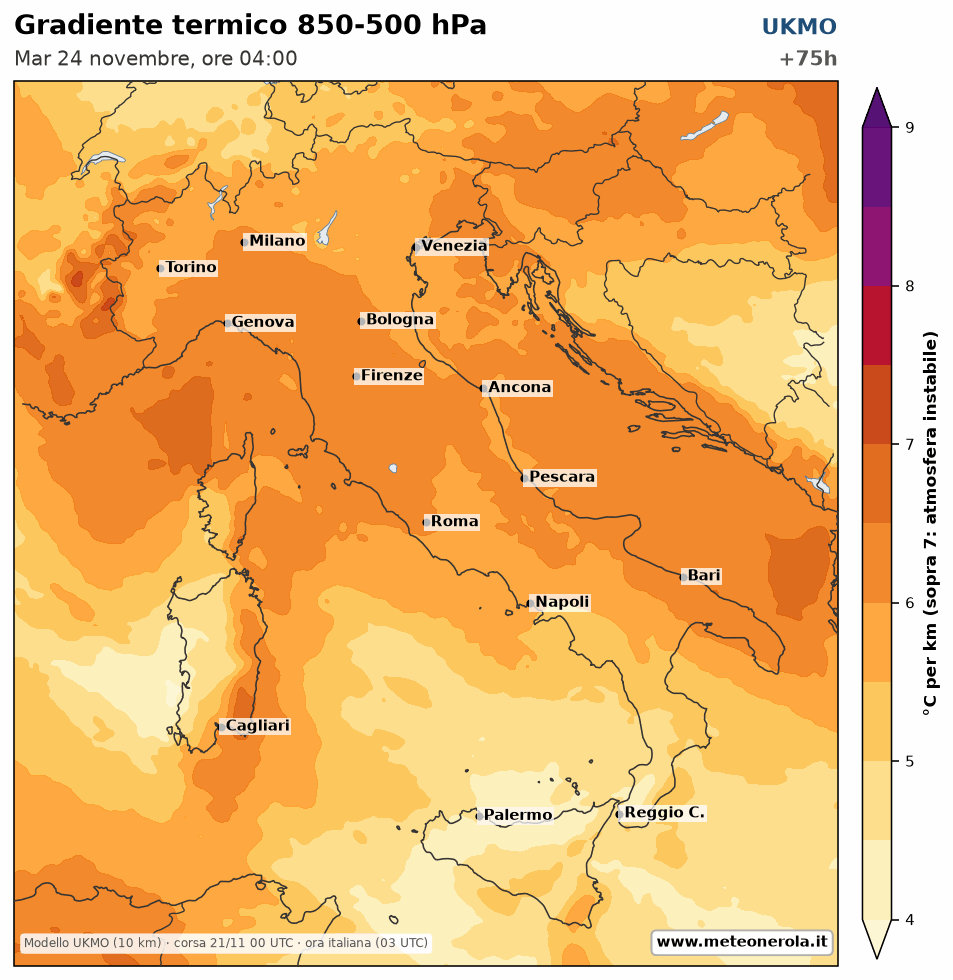 Gradiente termico 850-500 hPa
UKMO
Mar 24 novembre, ore 04:00
+75h
9
8
7
6
5
4
°C per km (sopra 7: atmosfera instabile)
Milano
Venezia
Torino
Genova
Bologna
Firenze
Ancona
Pescara
Roma
Bari
Napoli
Cagliari
Palermo
Reggio C.
Modello UKMO (10 km) · corsa 21/11 00 UTC · ora italiana (03 UTC)
www.meteonerola.it